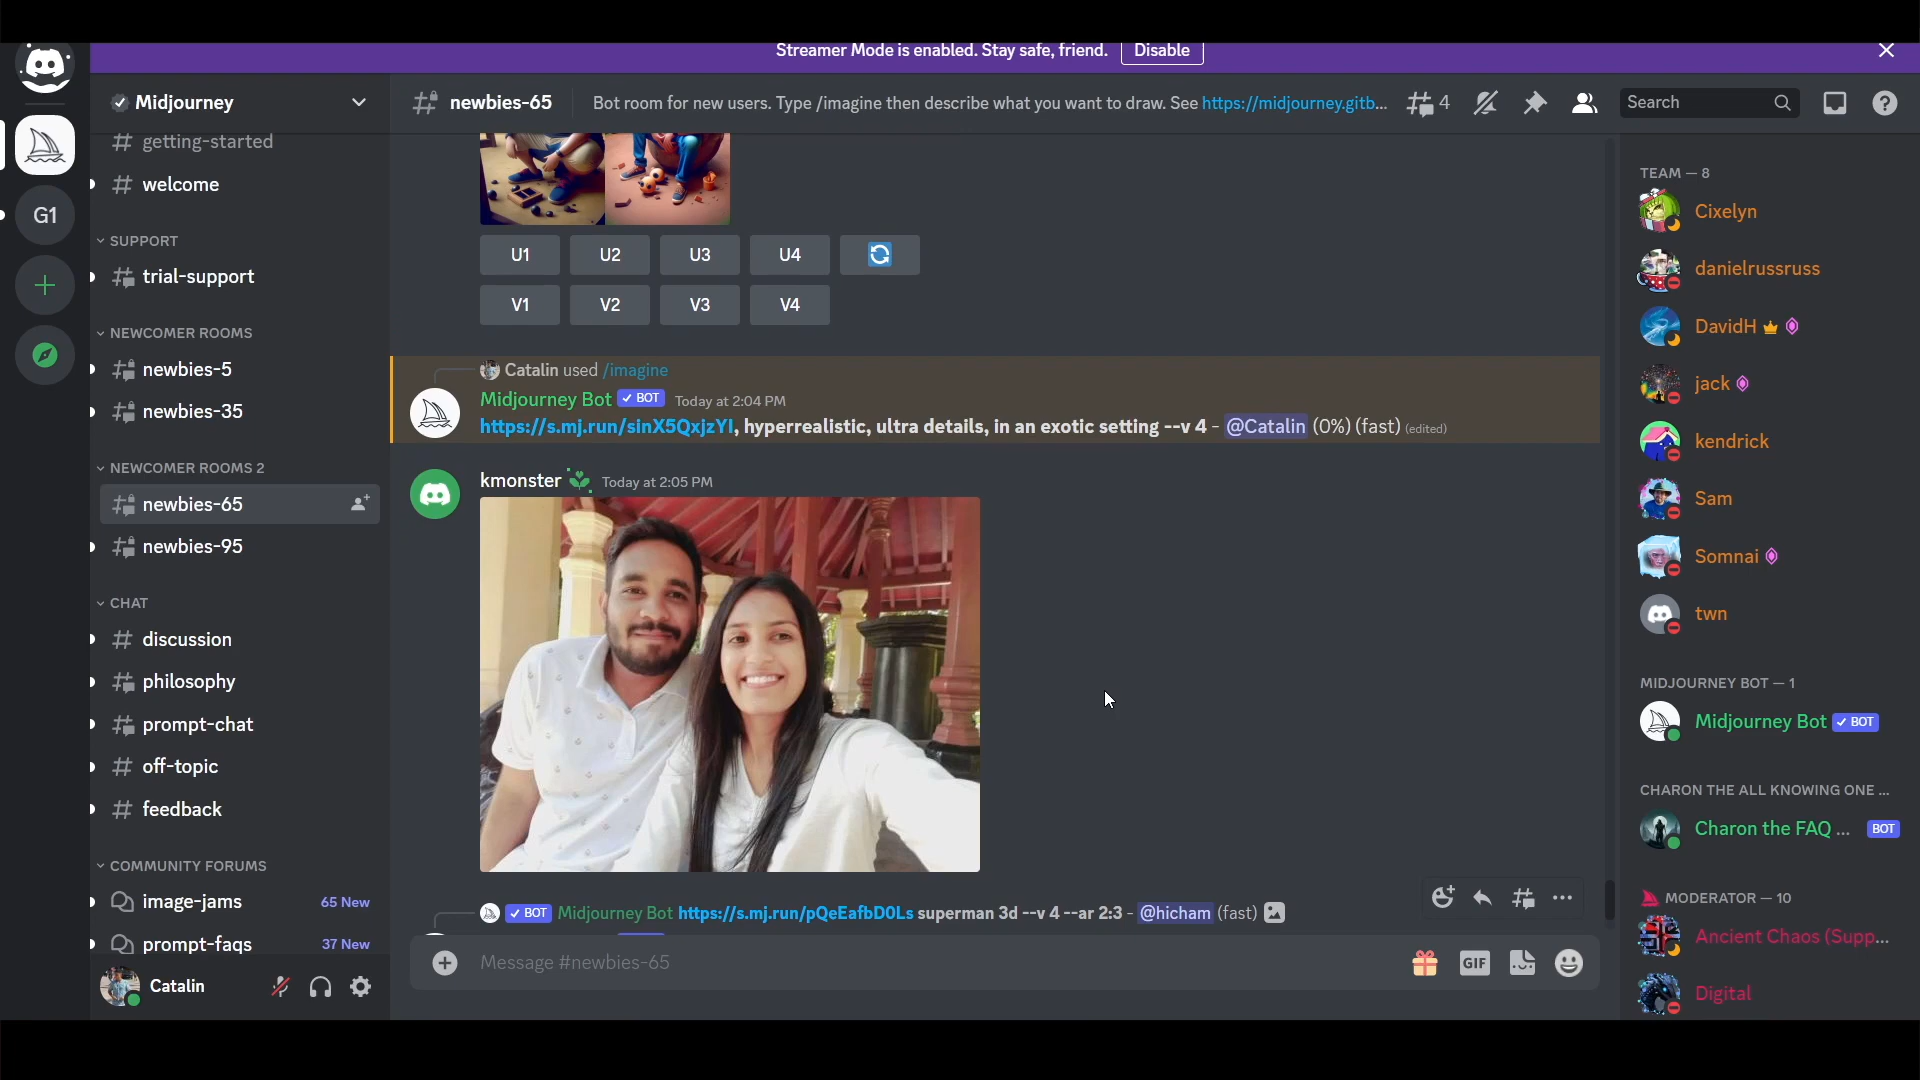 Streamer Mode is enabled. Stay safe, friend. Disable
Midjourney
getting-started
welcome
G1
SUPPORT
trial-support
NEWCOMER ROOMS
newbies-5
newbies-35
NEWCOMER ROOMS 2
newbies-65
newbies-95
CHAT
discussion
philosophy
prompt-chat
off-topic
feedback
COMMUNITY FORUMS
image-jams 65 New
prompt-faqs 37 New
Catalin
newbies-65 Bot room for new users. Type /imagine then describe what you want to draw. See https://midjourney.gitb... 4 Search
U1 U2 U3 U4
V1 V2 V3 V4
Catalin used /imagine
Midjourney Bot ✓ BOT Today at 2:04 PM
https://s.mj.run/sinX5QxjzYI, hyperrealistic, ultra details, in an exotic setting --v 4 - @Catalin (0%) (fast) (edited)
kmonster Today at 2:05 PM
✓ BOT Midjourney Bot https://s.mj.run/pQeEafbD0Ls superman 3d --v 4 --ar 2:3 - @hicham (fast)
Message #newbies-65
GIF
TEAM — 8
Cixelyn
danielrussruss
DavidH
jack
kendrick
Sam
Somnai
twn
MIDJOURNEY BOT — 1
Midjourney Bot ✓ BOT
CHARON THE ALL KNOWING ONE ...
Charon the FAQ ... BOT
MODERATOR — 10
Ancient Chaos (Supp...
Digital